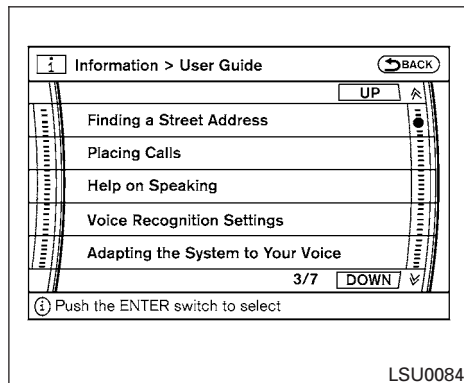 i Information > User Guide BACK
UP
Finding a Street Address
Placing Calls
Help on Speaking
Voice Recognition Settings
Adapting the System to Your Voice
3/7 DOWN
i Push the ENTER switch to select
LSU0084